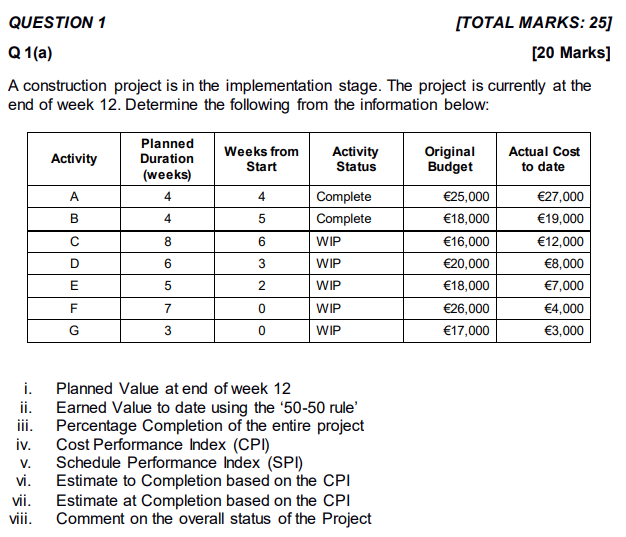 QUESTION 1 [TOTAL MARKS: 25]
Q 1(a) [20 Marks]
A construction project is in the implementation stage. The project is currently at the
end of week 12. Determine the following from the information below:
Activity Planned Duration (weeks) Weeks from Start Activity Status Original Budget Actual Cost to date
A 4 4 Complete €25,000 €27,000
B 4 5 Complete €18,000 €19,000
C 8 6 WIP €16,000 €12,000
D 6 3 WIP €20,000 €8,000
E 5 2 WIP €18,000 €7,000
F 7 0 WIP €26,000 €4,000
G 3 0 WIP €17,000 €3,000
i. Planned Value at end of week 12
ii. Earned Value to date using the ‘50-50 rule’
iii. Percentage Completion of the entire project
iv. Cost Performance Index (CPI)
v. Schedule Performance Index (SPI)
vi. Estimate to Completion based on the CPI
vii. Estimate at Completion based on the CPI
viii. Comment on the overall status of the Project